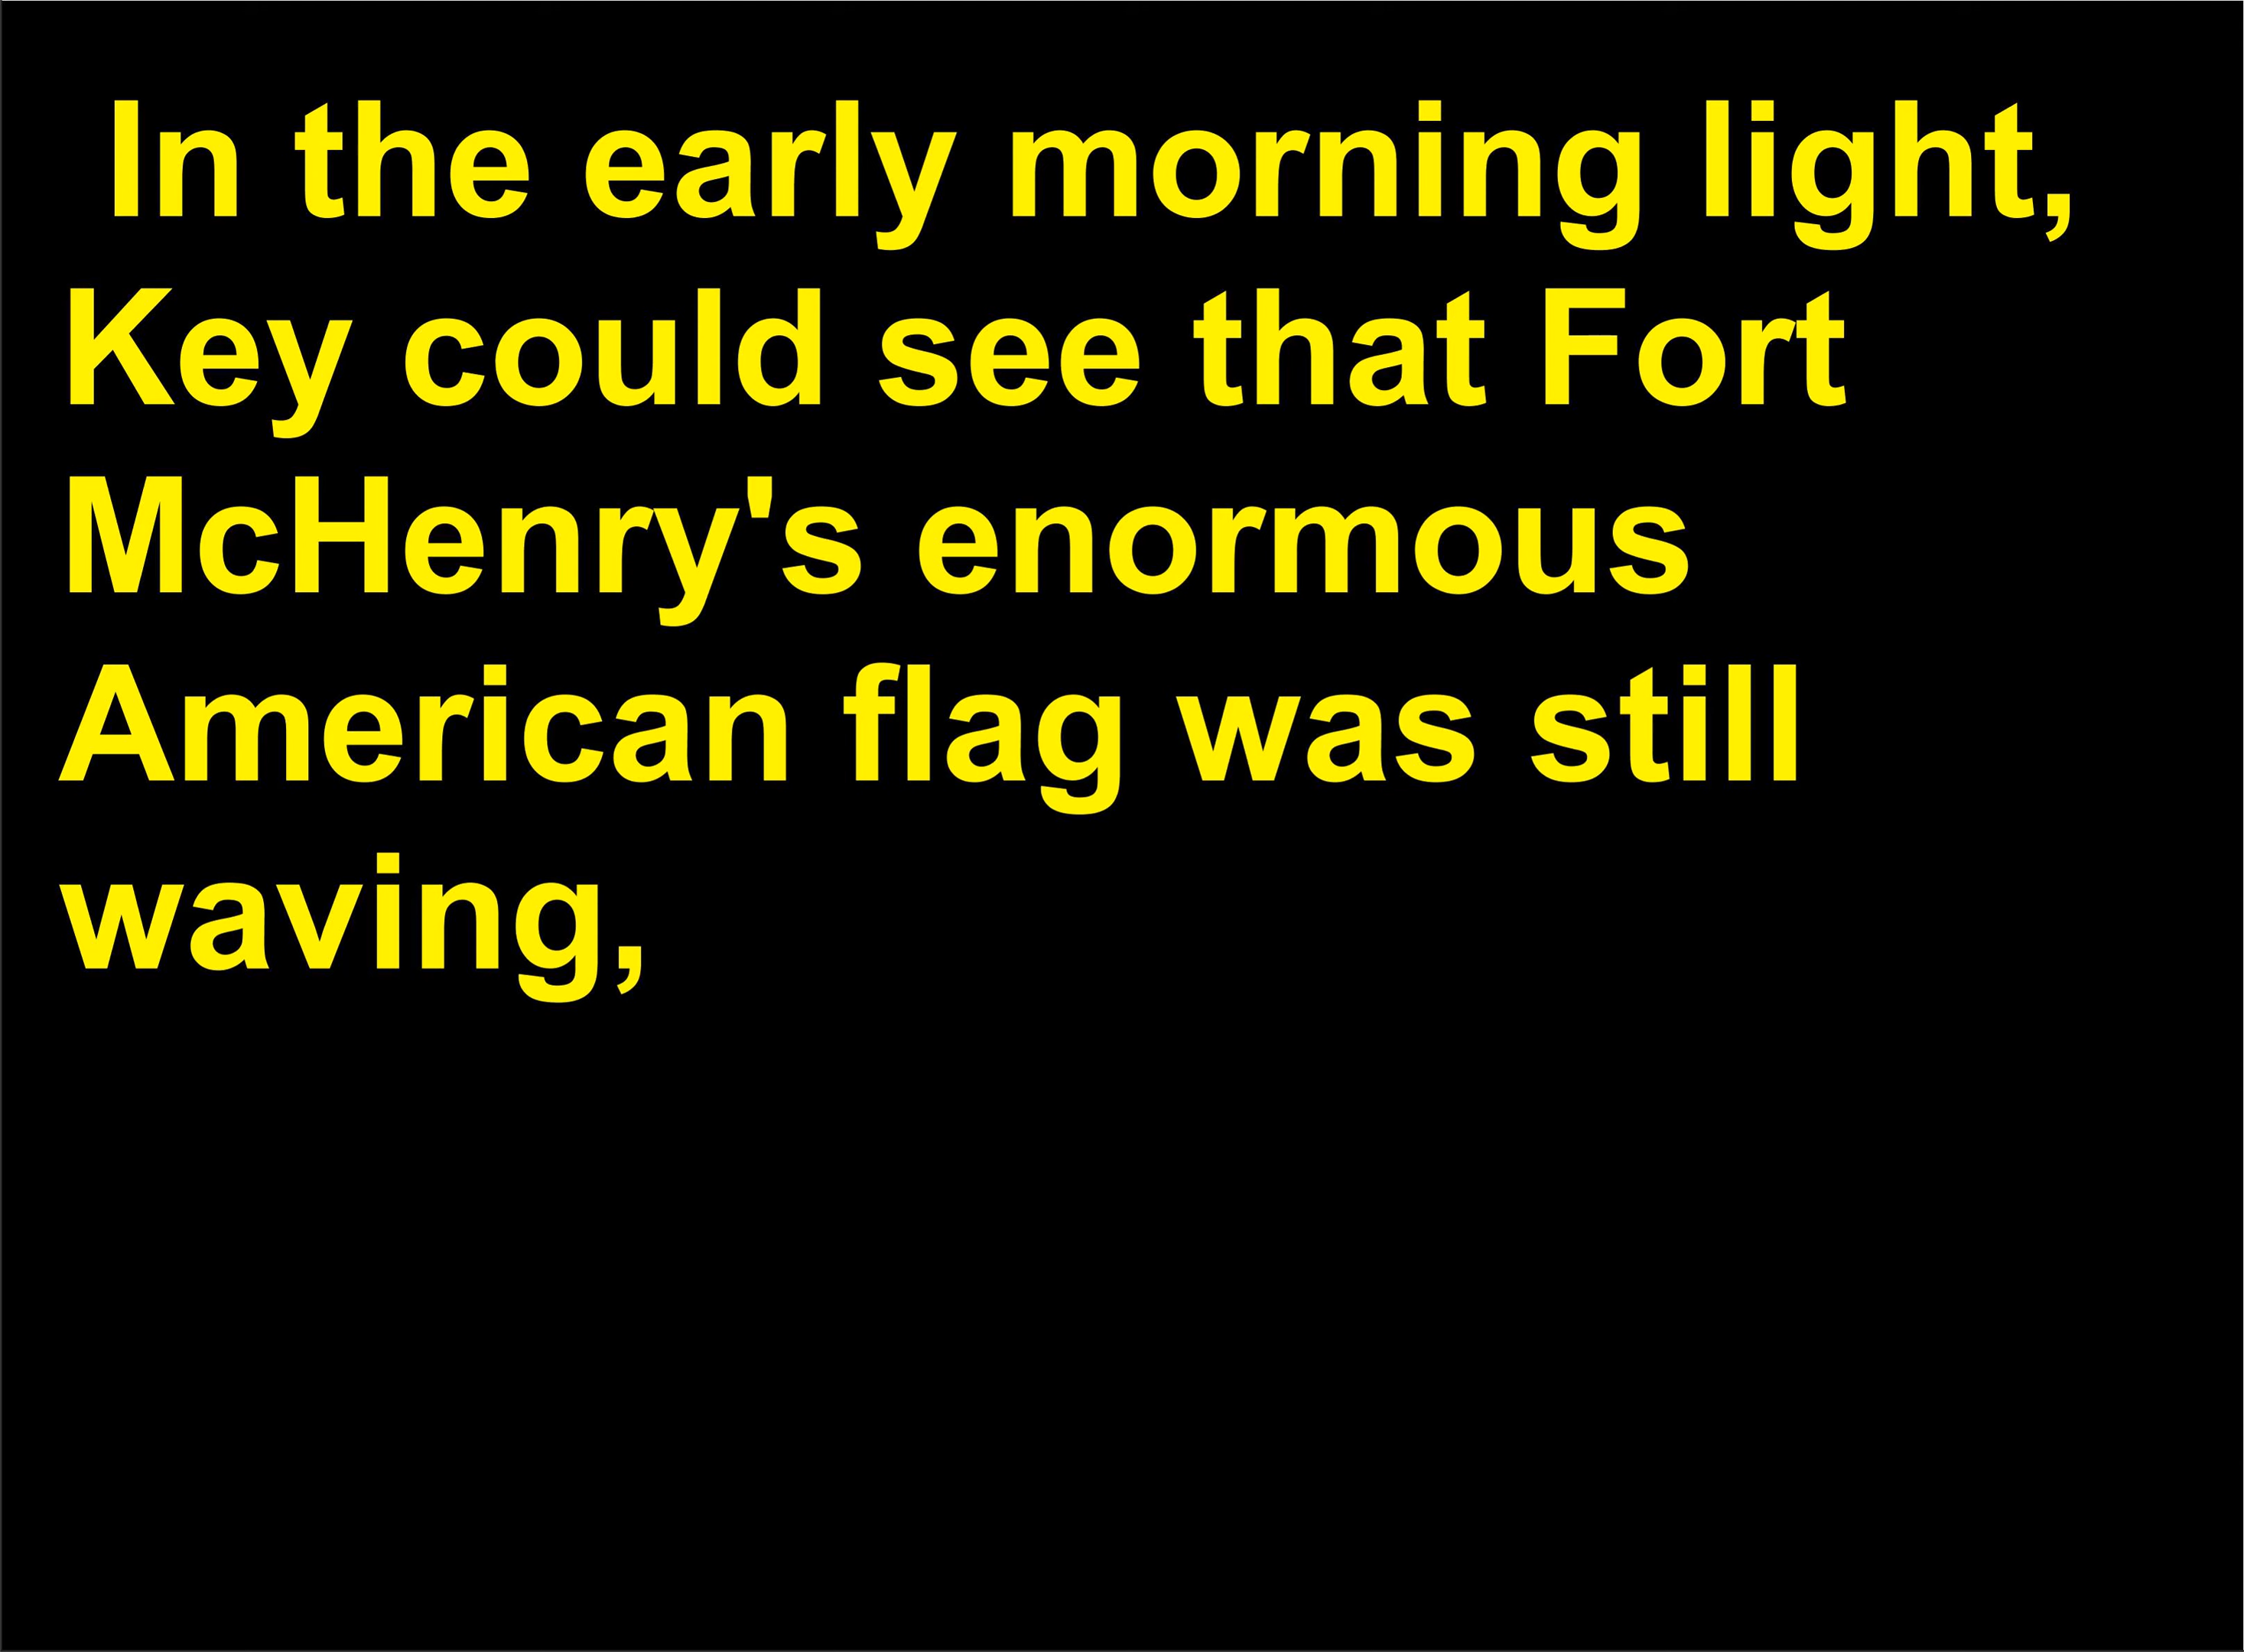 In the early morning light,
Key could see that Fort
McHenry's enormous
American flag was still
waving,